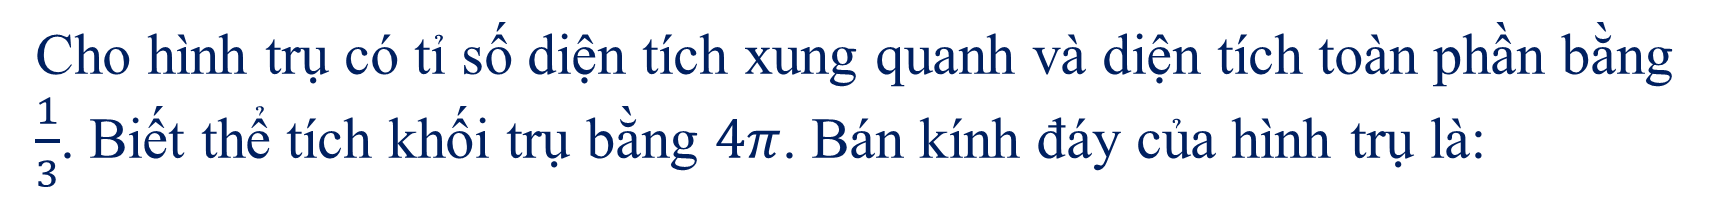 Cho hình trụ có tỉ số diện tích xung quanh và diện tích toàn phần bằng
$\frac{1}{3}$. Biết thể tích khối trụ bằng 4π. Bán kính đáy của hình trụ là: